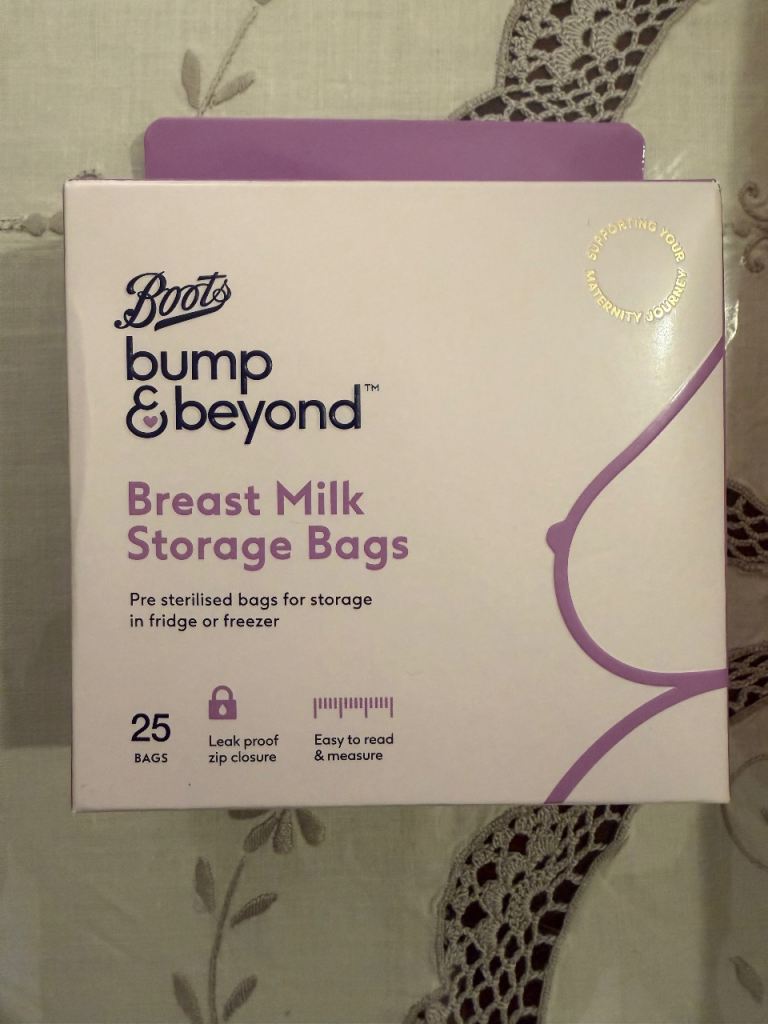 SUPPORTING YOUR
MATERNITY JOURNEY
Boots
bump
& beyond™
Breast Milk
Storage Bags
Pre sterilised bags for storage
in fridge or freezer
25
BAGS
Leak proof
zip closure
Easy to read
& measure